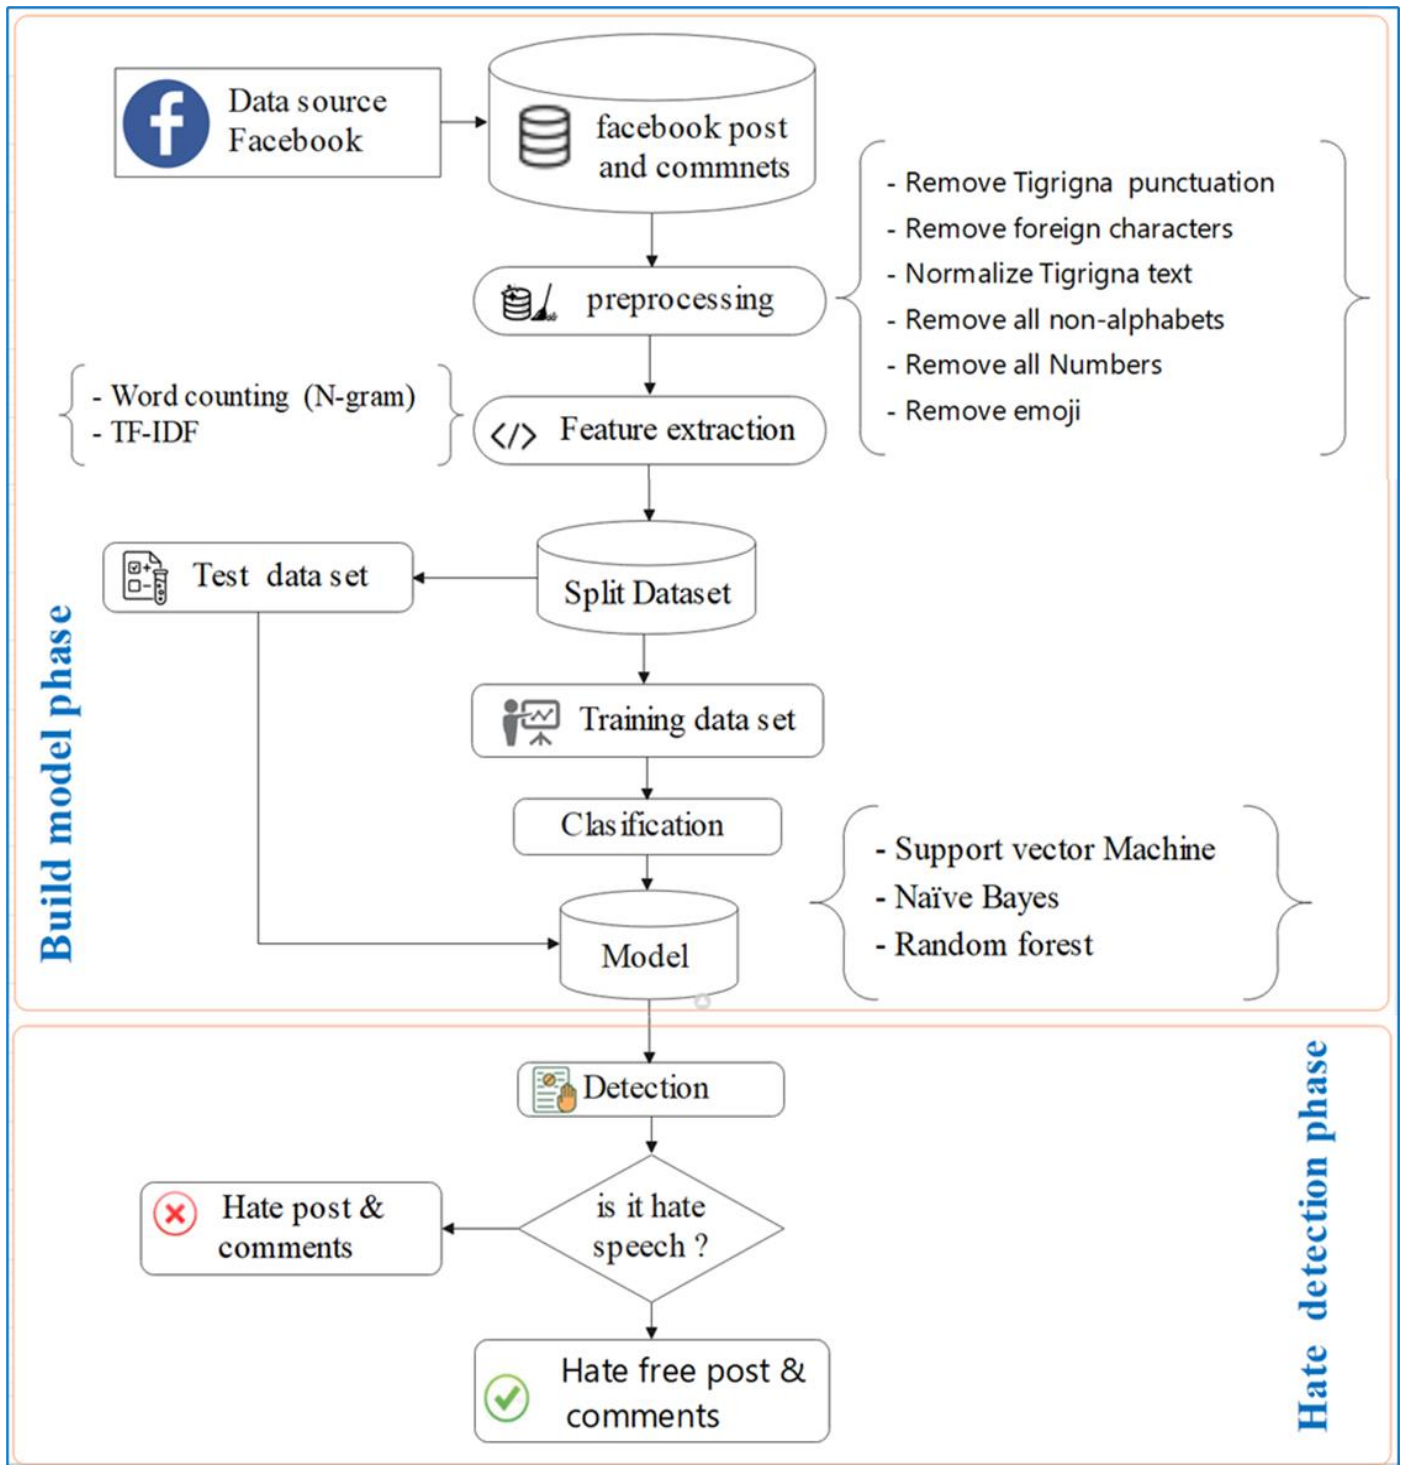 Data source
Facebook
facebook post
and commnets
- Remove Tigrigna punctuation
- Remove foreign characters
- Normalize Tigrigna text
- Remove all non-alphabets
- Remove all Numbers
- Remove emoji
preprocessing
- Word counting (N-gram)
- TF-IDF
Feature extraction
Test data set
Split Dataset
Training data set
Clasification
- Support vector Machine
- Naïve Bayes
- Random forest
Model
Build model phase
Detection
is it hate
speech ?
Hate post &
comments
Hate free post &
comments
Hate detection phase